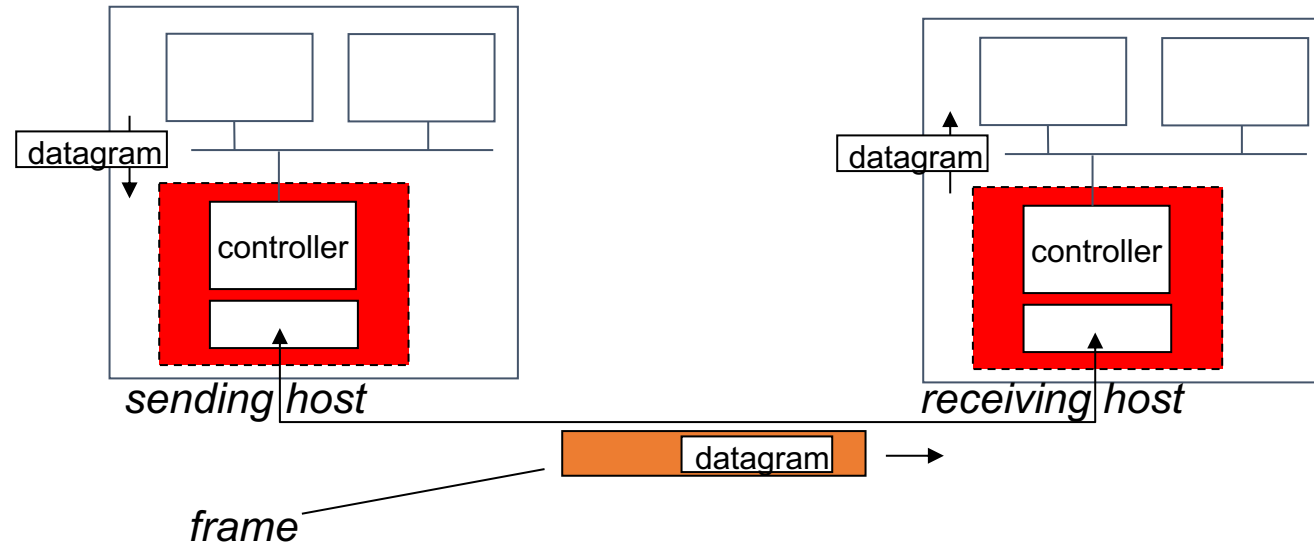 datagram
datagram
controller
controller
sending host
receiving host
datagram
frame